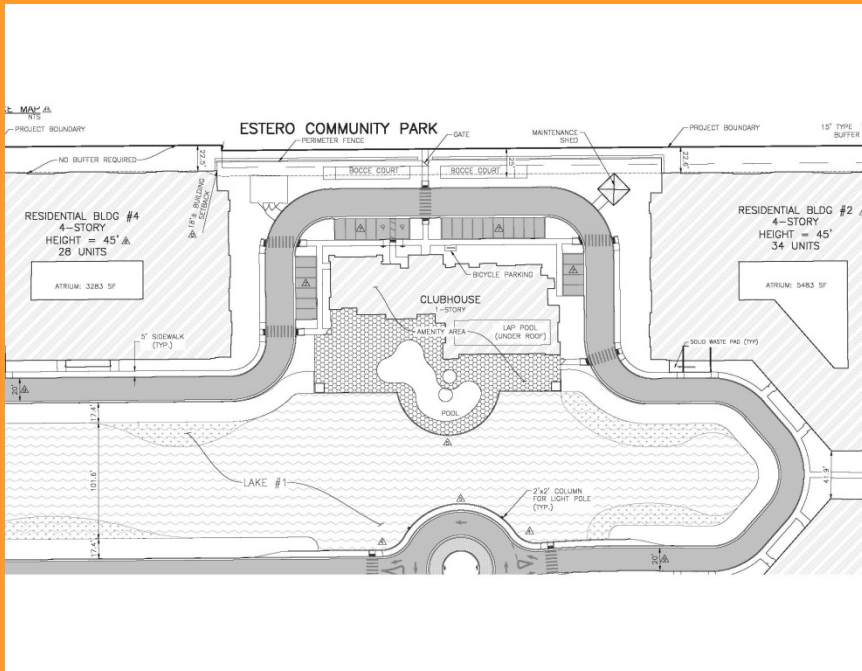 NTS
PROJECT BOUNDARY
ESTERO COMMUNITY PARK
PERIMETER FENCE
GATE
MAINTENANCE
SHED
PROJECT BOUNDARY
15' TYPE
BUFFER
NO BUFFER REQUIRED
22.5'
25'
22.6'
BOCCE COURT
BOCCE COURT
18'± BUILDING
SETBACK
RESIDENTIAL BLDG #4
4-STORY
HEIGHT = 45'
28 UNITS
RESIDENTIAL BLDG #2
4-STORY
HEIGHT = 45'
34 UNITS
ATRIUM: 3283 SF
ATRIUM: 5483 SF
BICYCLE PARKING
CLUBHOUSE
1-STORY
AMENITY AREA
LAP POOL
(UNDER ROOF)
5' SIDEWALK
(TYP.)
SOLID WASTE PAD (TYP)
20'
17.4'
POOL
LAKE #1
101.6'
2'x2' COLUMN
FOR LIGHT POLE
(TYP.)
41.9'
17.4'
20'